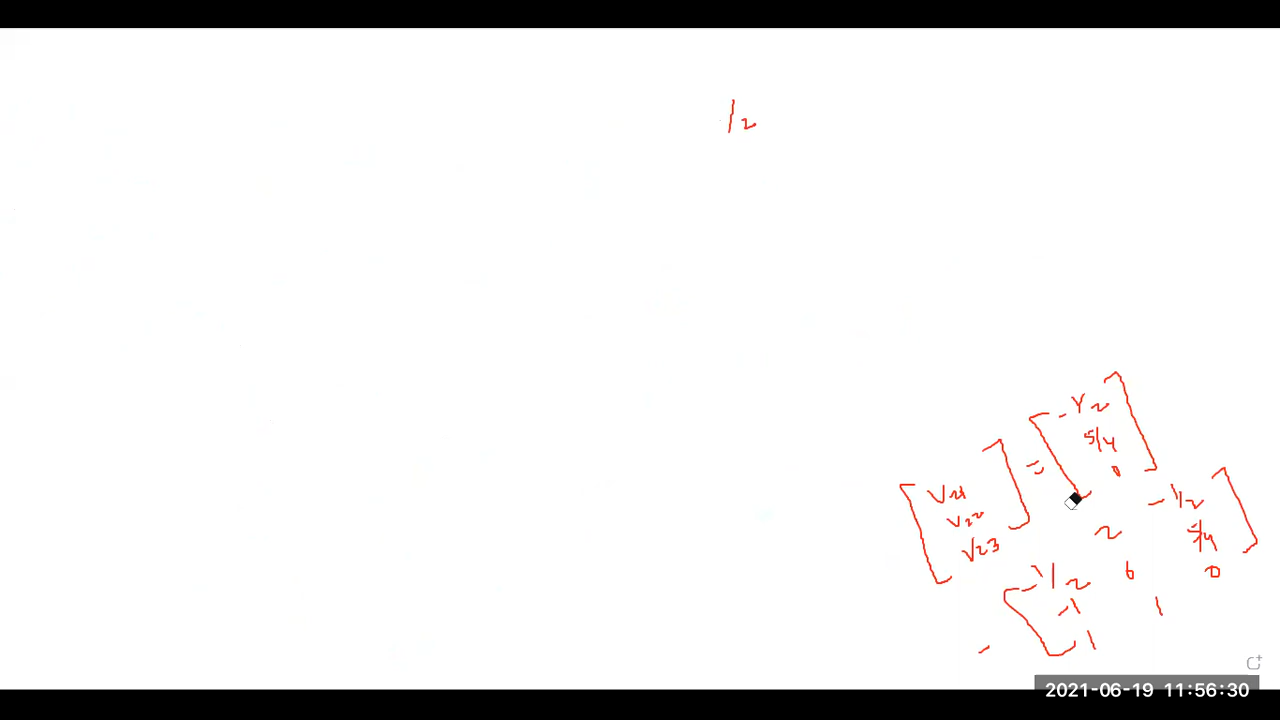 1/2
[V21 V22 V23] = [-1/2 5/4 0]
- [-1/2 2 -1/2
-1 6 5/4
1 1 0]
2021-06-19 11:56:30